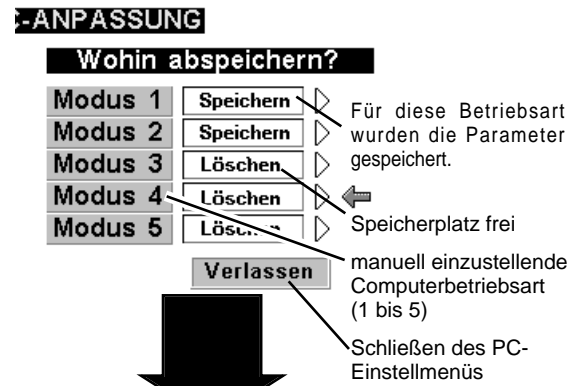 C-ANPASSUNG
Wohin abspeichern?
Modus 1 Speichern
Modus 2 Speichern
Modus 3 Löschen
Modus 4 Löschen
Modus 5
Verlassen
Für diese Betriebsart
wurden die Parameter
gespeichert.
Speicherplatz frei
manuell einzustellende
Computerbetriebsart
(1 bis 5)
Schließen des PC-
Einstellmenüs